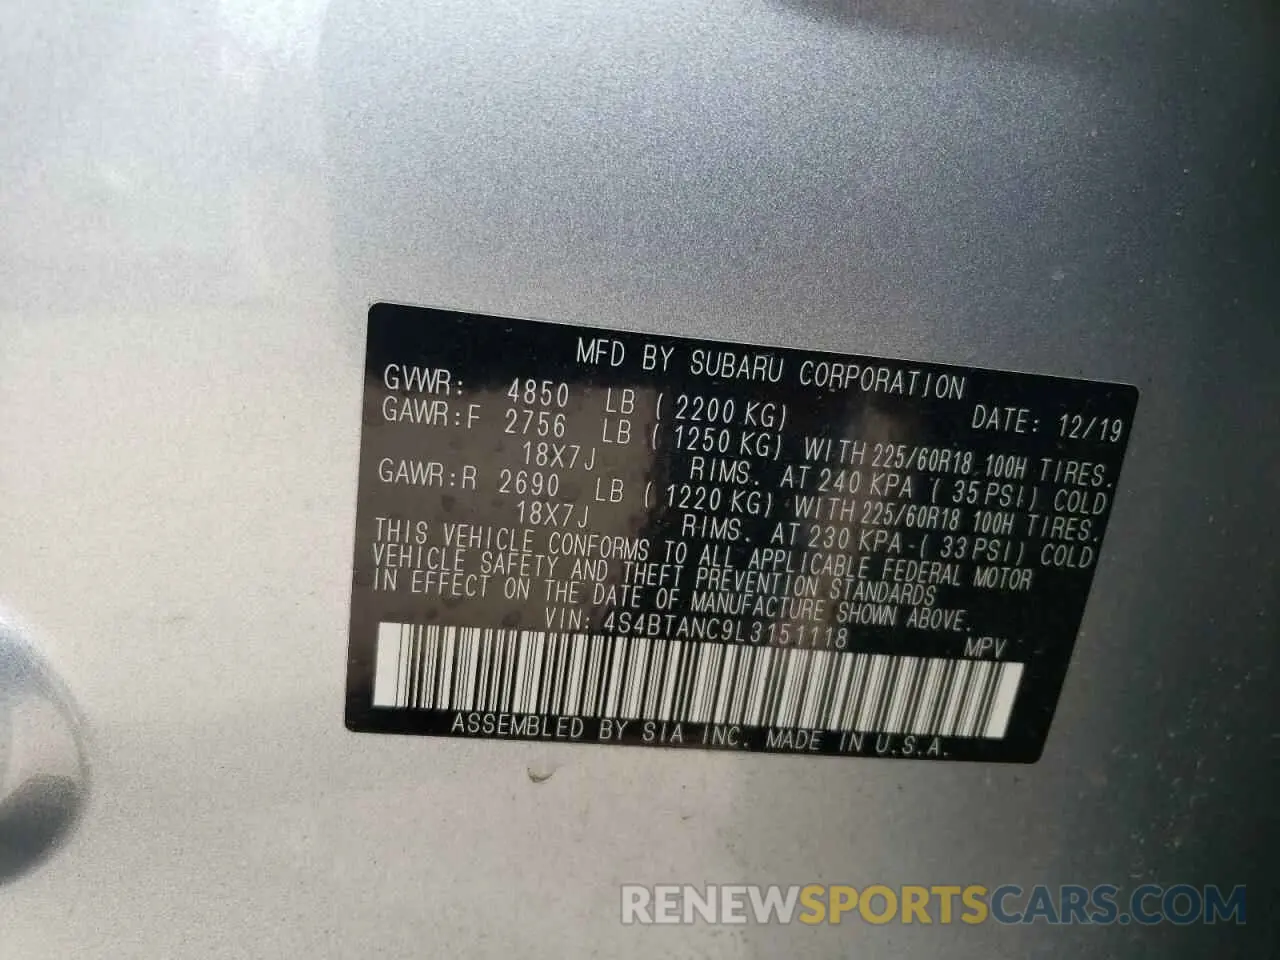 MFD BY SUBARU CORPORATION
GVWR: 4850 LB ( 2200 KG) DATE: 12/19
GAWR:F 2756 LB ( 1250 KG) WITH 225/60R18 100H TIRES.
18X7J RIMS. AT 240 KPA ( 35 PSI) COLD
GAWR:R 2690 LB ( 1220 KG) WITH 225/60R18 100H TIRES.
18X7J RIMS. AT 230 KPA ( 33 PSI) COLD
THIS VEHICLE CONFORMS TO ALL APPLICABLE FEDERAL MOTOR
VEHICLE SAFETY AND THEFT PREVENTION STANDARDS
IN EFFECT ON THE DATE OF MANUFACTURE SHOWN ABOVE.
VIN: 4S4BTANC9L3151118 MPV
ASSEMBLED BY SIA INC. MADE IN U.S.A.
RENEWSPORTSCARS.COM